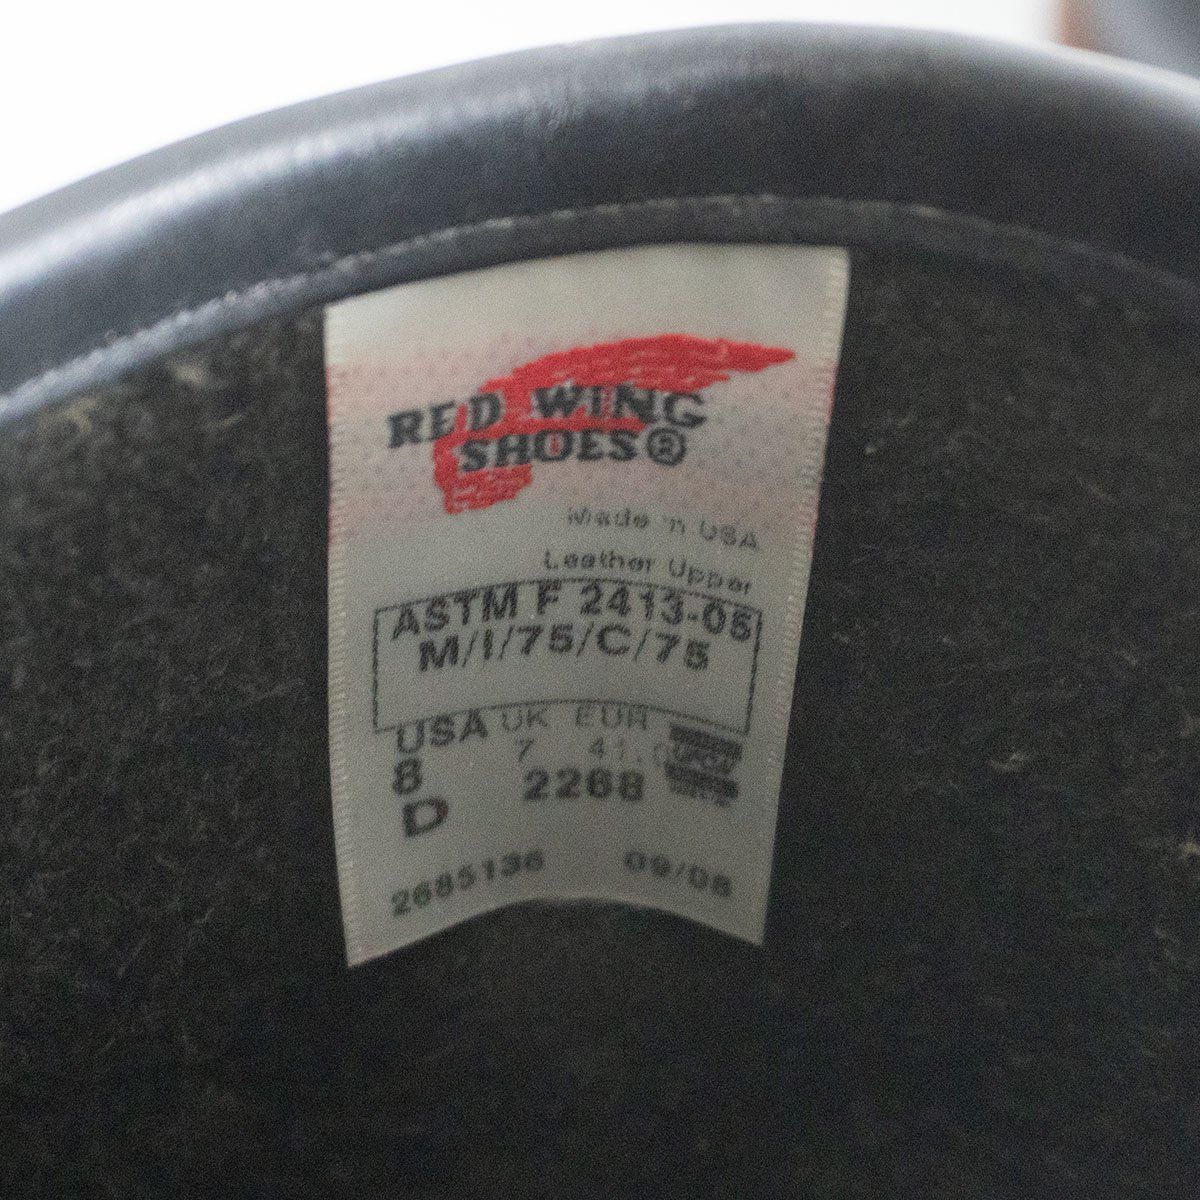 RED WING
SHOES®
Made in USA
Leather Upper
ASTM F 2413-05
M/I/75/C/75
USA UK EUR
8 7 41.0
D 2268
2685136 09/08